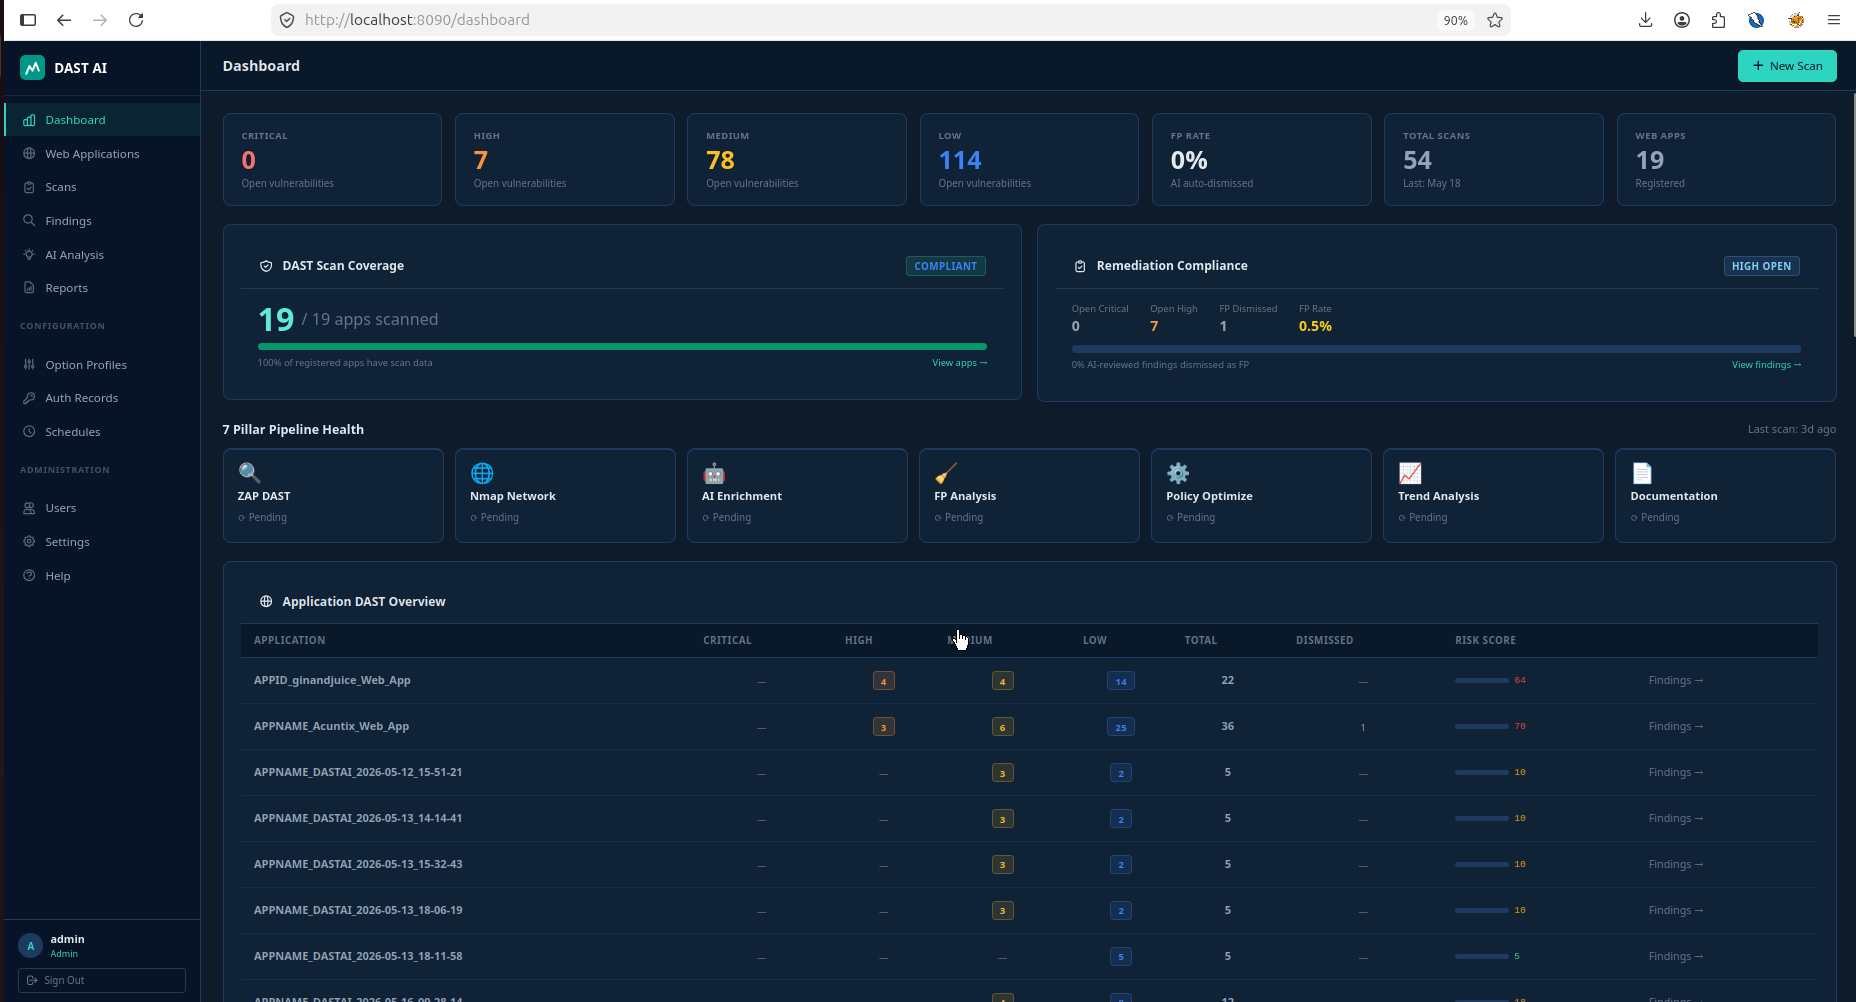 http://localhost:8090/dashboard
90%
DAST AI
Dashboard
Web Applications
Scans
Findings
AI Analysis
Reports
CONFIGURATION
Option Profiles
Auth Records
Schedules
ADMINISTRATION
Users
Settings
Help
A
admin
Admin
Sign Out
Dashboard
+ New Scan
CRITICAL
0
Open vulnerabilities
HIGH
7
Open vulnerabilities
MEDIUM
78
Open vulnerabilities
LOW
114
Open vulnerabilities
FP RATE
0%
AI auto-dismissed
TOTAL SCANS
54
Last: May 18
WEB APPS
19
Registered
DAST Scan Coverage
COMPLIANT
19 / 19 apps scanned
100% of registered apps have scan data
View apps →
Remediation Compliance
HIGH OPEN
Open Critical Open High FP Dismissed FP Rate
0 7 1 0.5%
0% AI-reviewed findings dismissed as FP
View findings →
7 Pillar Pipeline Health
Last scan: 3d ago
ZAP DAST
Pending
Nmap Network
Pending
AI Enrichment
Pending
FP Analysis
Pending
Policy Optimize
Pending
Trend Analysis
Pending
Documentation
Pending
Application DAST Overview
APPLICATION CRITICAL HIGH LOW TOTAL DISMISSED RISK SCORE
APPID_ginandjuice_Web_App — 4 4 14 22 — 64 Findings →
APPNAME_Acuntix_Web_App — 3 6 25 36 1 70 Findings →
APPNAME_DASTAI_2026-05-12_15-51-21 — — 3 2 5 — 10 Findings →
APPNAME_DASTAI_2026-05-13_14-14-41 — — 3 2 5 — 10 Findings →
APPNAME_DASTAI_2026-05-13_15-32-43 — — 3 2 5 — 10 Findings →
APPNAME_DASTAI_2026-05-13_18-06-19 — — 3 2 5 — 10 Findings →
APPNAME_DASTAI_2026-05-13_18-11-58 — — — 5 5 — 5 Findings →